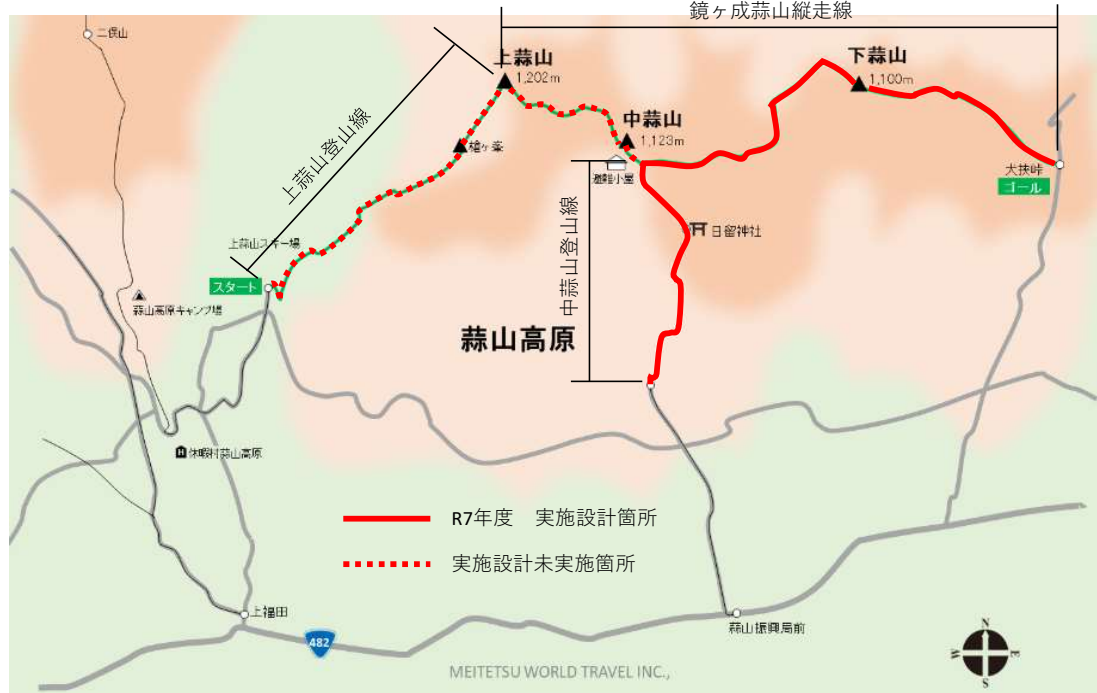 鏡ヶ成蒜山縦走線
二俣山
上蒜山
1,202m
下蒜山
1,100m
中蒜山
1,123m
槍ヶ峯
上蒜山登山線
避難小屋
犬挟峠
ゴール
日留神社
上蒜山スキー場
中蒜山登山線
スタート
蒜山高原キャンプ場
蒜山高原
休暇村蒜山高原
R7年度 実施設計箇所
実施設計未実施箇所
上福田
482
蒜山振興局前
MEITETSU WORLD TRAVEL INC.,
N
W
E
S